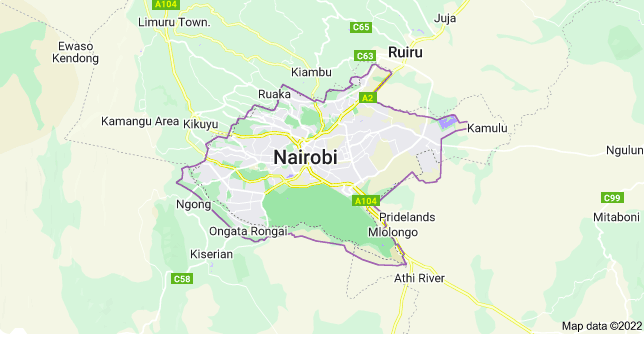 A104
Limuru Town.
Juja
C65
Ruiru
Ewaso
Kendong
C63
Kiambu
Ruaka
A2
Kamangu Area
Kikuyu
Kamulu
Nairobi
Ngulun
Ngong
A104
C99
Pridelands
Mitaboni
Ongata Rongai
Mlolongo
Kiserian
C58
Athi River
Map data ©2022